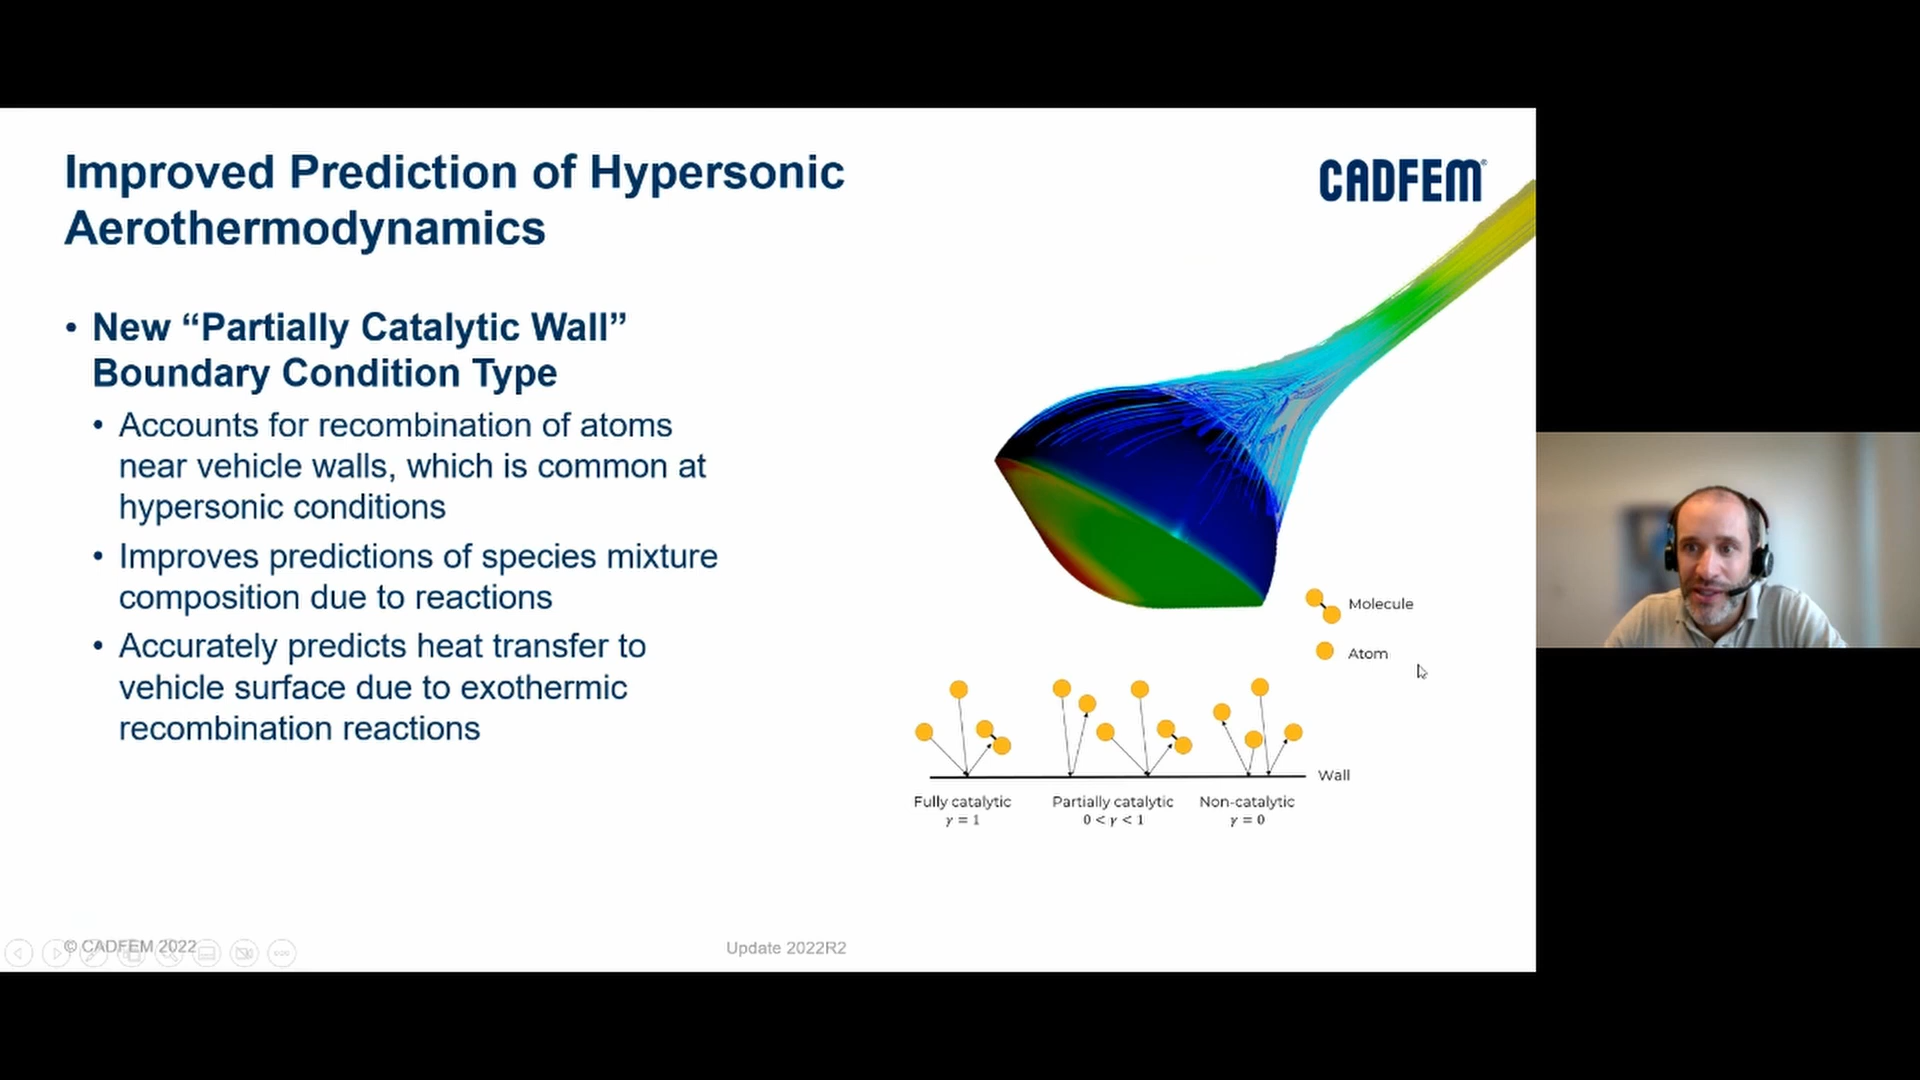 Improved Prediction of Hypersonic
Aerothermodynamics
CADFEM®
• New “Partially Catalytic Wall”
Boundary Condition Type
• Accounts for recombination of atoms
near vehicle walls, which is common at
hypersonic conditions
• Improves predictions of species mixture
composition due to reactions
• Accurately predicts heat transfer to
vehicle surface due to exothermic
recombination reactions
Molecule
Atom
Wall
Fully catalytic
γ = 1
Partially catalytic
0 < γ < 1
Non-catalytic
γ = 0
© CADFEM 2022
Update 2022R2